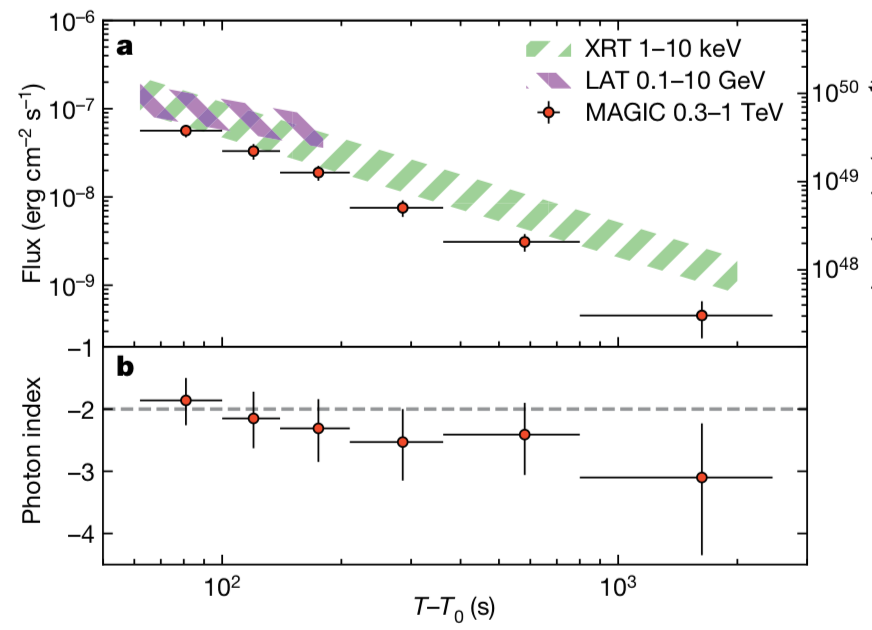 a
XRT 1–10 keV
LAT 0.1–10 GeV
MAGIC 0.3–1 TeV
Flux (erg cm⁻² s⁻¹)
10⁻⁶
10⁻⁷
10⁻⁸
10⁻⁹
10⁵⁰
10⁴⁹
10⁴⁸
b
Photon index
−1
−2
−3
−4
10²
10³
T–T₀ (s)